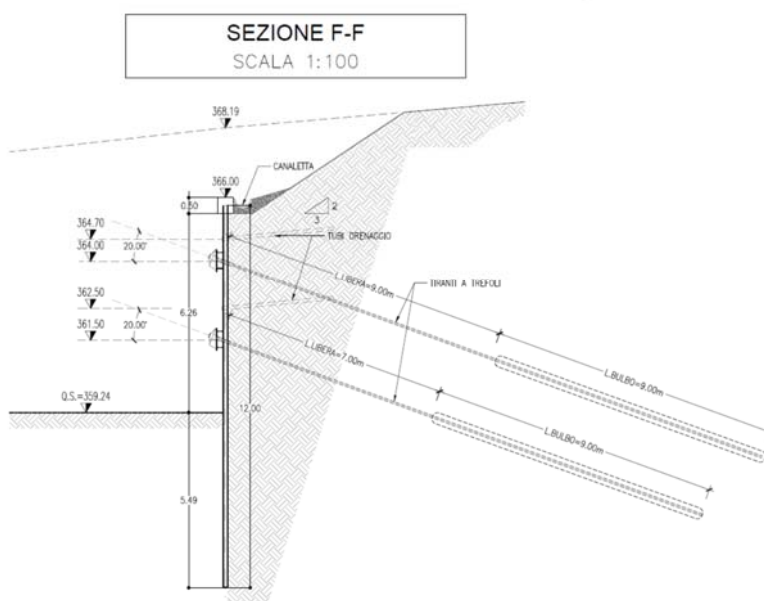 SEZIONE F-F
SCALA 1:100
368.19
CANALETTA
366.00
0.50
2
3
364.70
20.00°
364.00
TUBI DRENAGGIO
L.LIBERA=9.00m
TIRANTI A TREFOLI
362.50
6.26
20.00°
361.50
L.LIBERA=7.00m
L.BULBO=9.00m
Q.S.=359.24
12.00
L.BULBO=9.00m
5.49